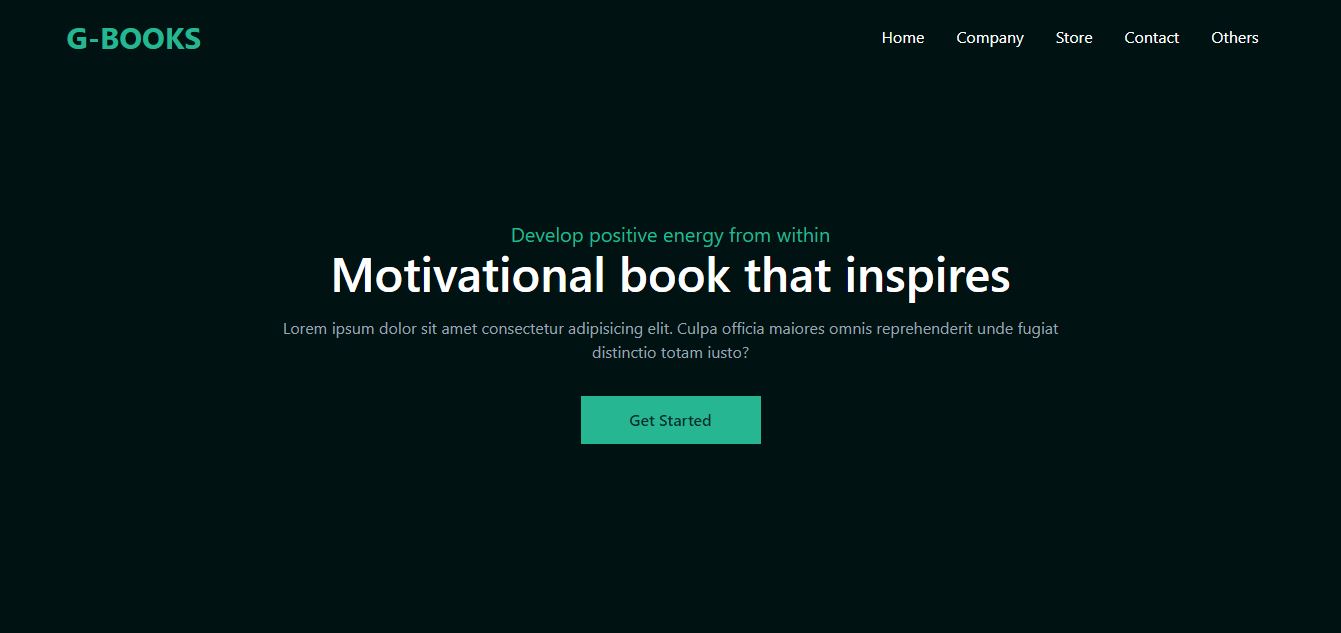 G-BOOKS
Home Company Store Contact Others
Develop positive energy from within
Motivational book that inspires
Lorem ipsum dolor sit amet consectetur adipisicing elit. Culpa officia maiores omnis reprehenderit unde fugiat
distinctio totam iusto?
Get Started